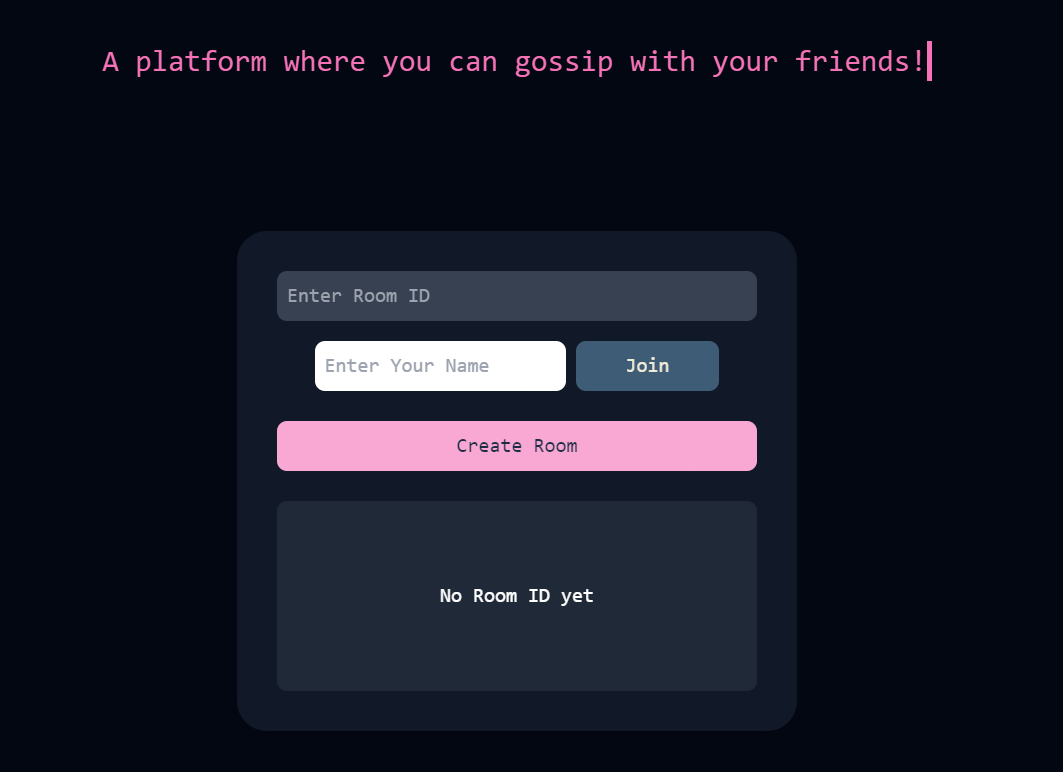 A platform where you can gossip with your friends!
Enter Room ID
Enter Your Name
Join
Create Room
No Room ID yet